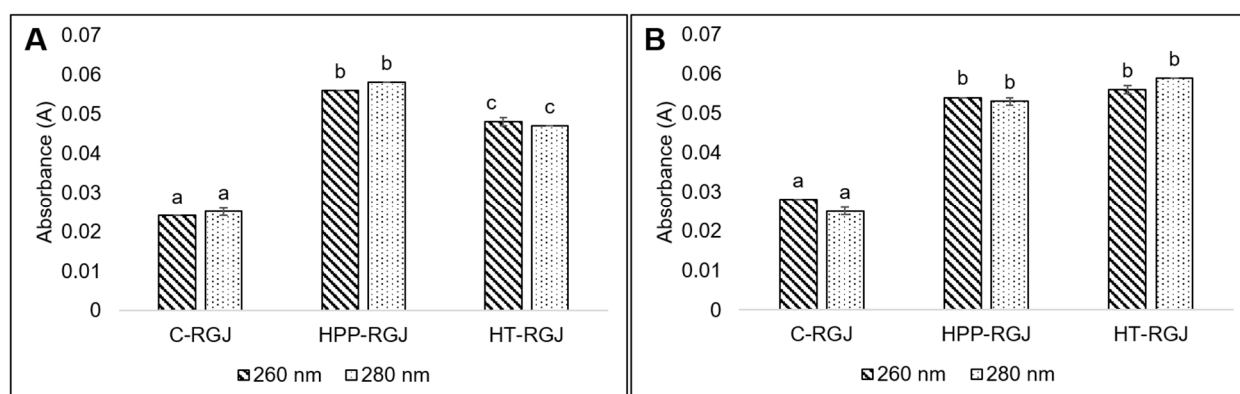 A
Absorbance (A)
0.07
0.06
0.05
0.04
0.03
0.02
0.01
0
a a b b c c
C-RGJ HPP-RGJ HT-RGJ
260 nm 280 nm
B
Absorbance (A)
0.07
0.06
0.05
0.04
0.03
0.02
0.01
0
a a b b b b
C-RGJ HPP-RGJ HT-RGJ
260 nm 280 nm